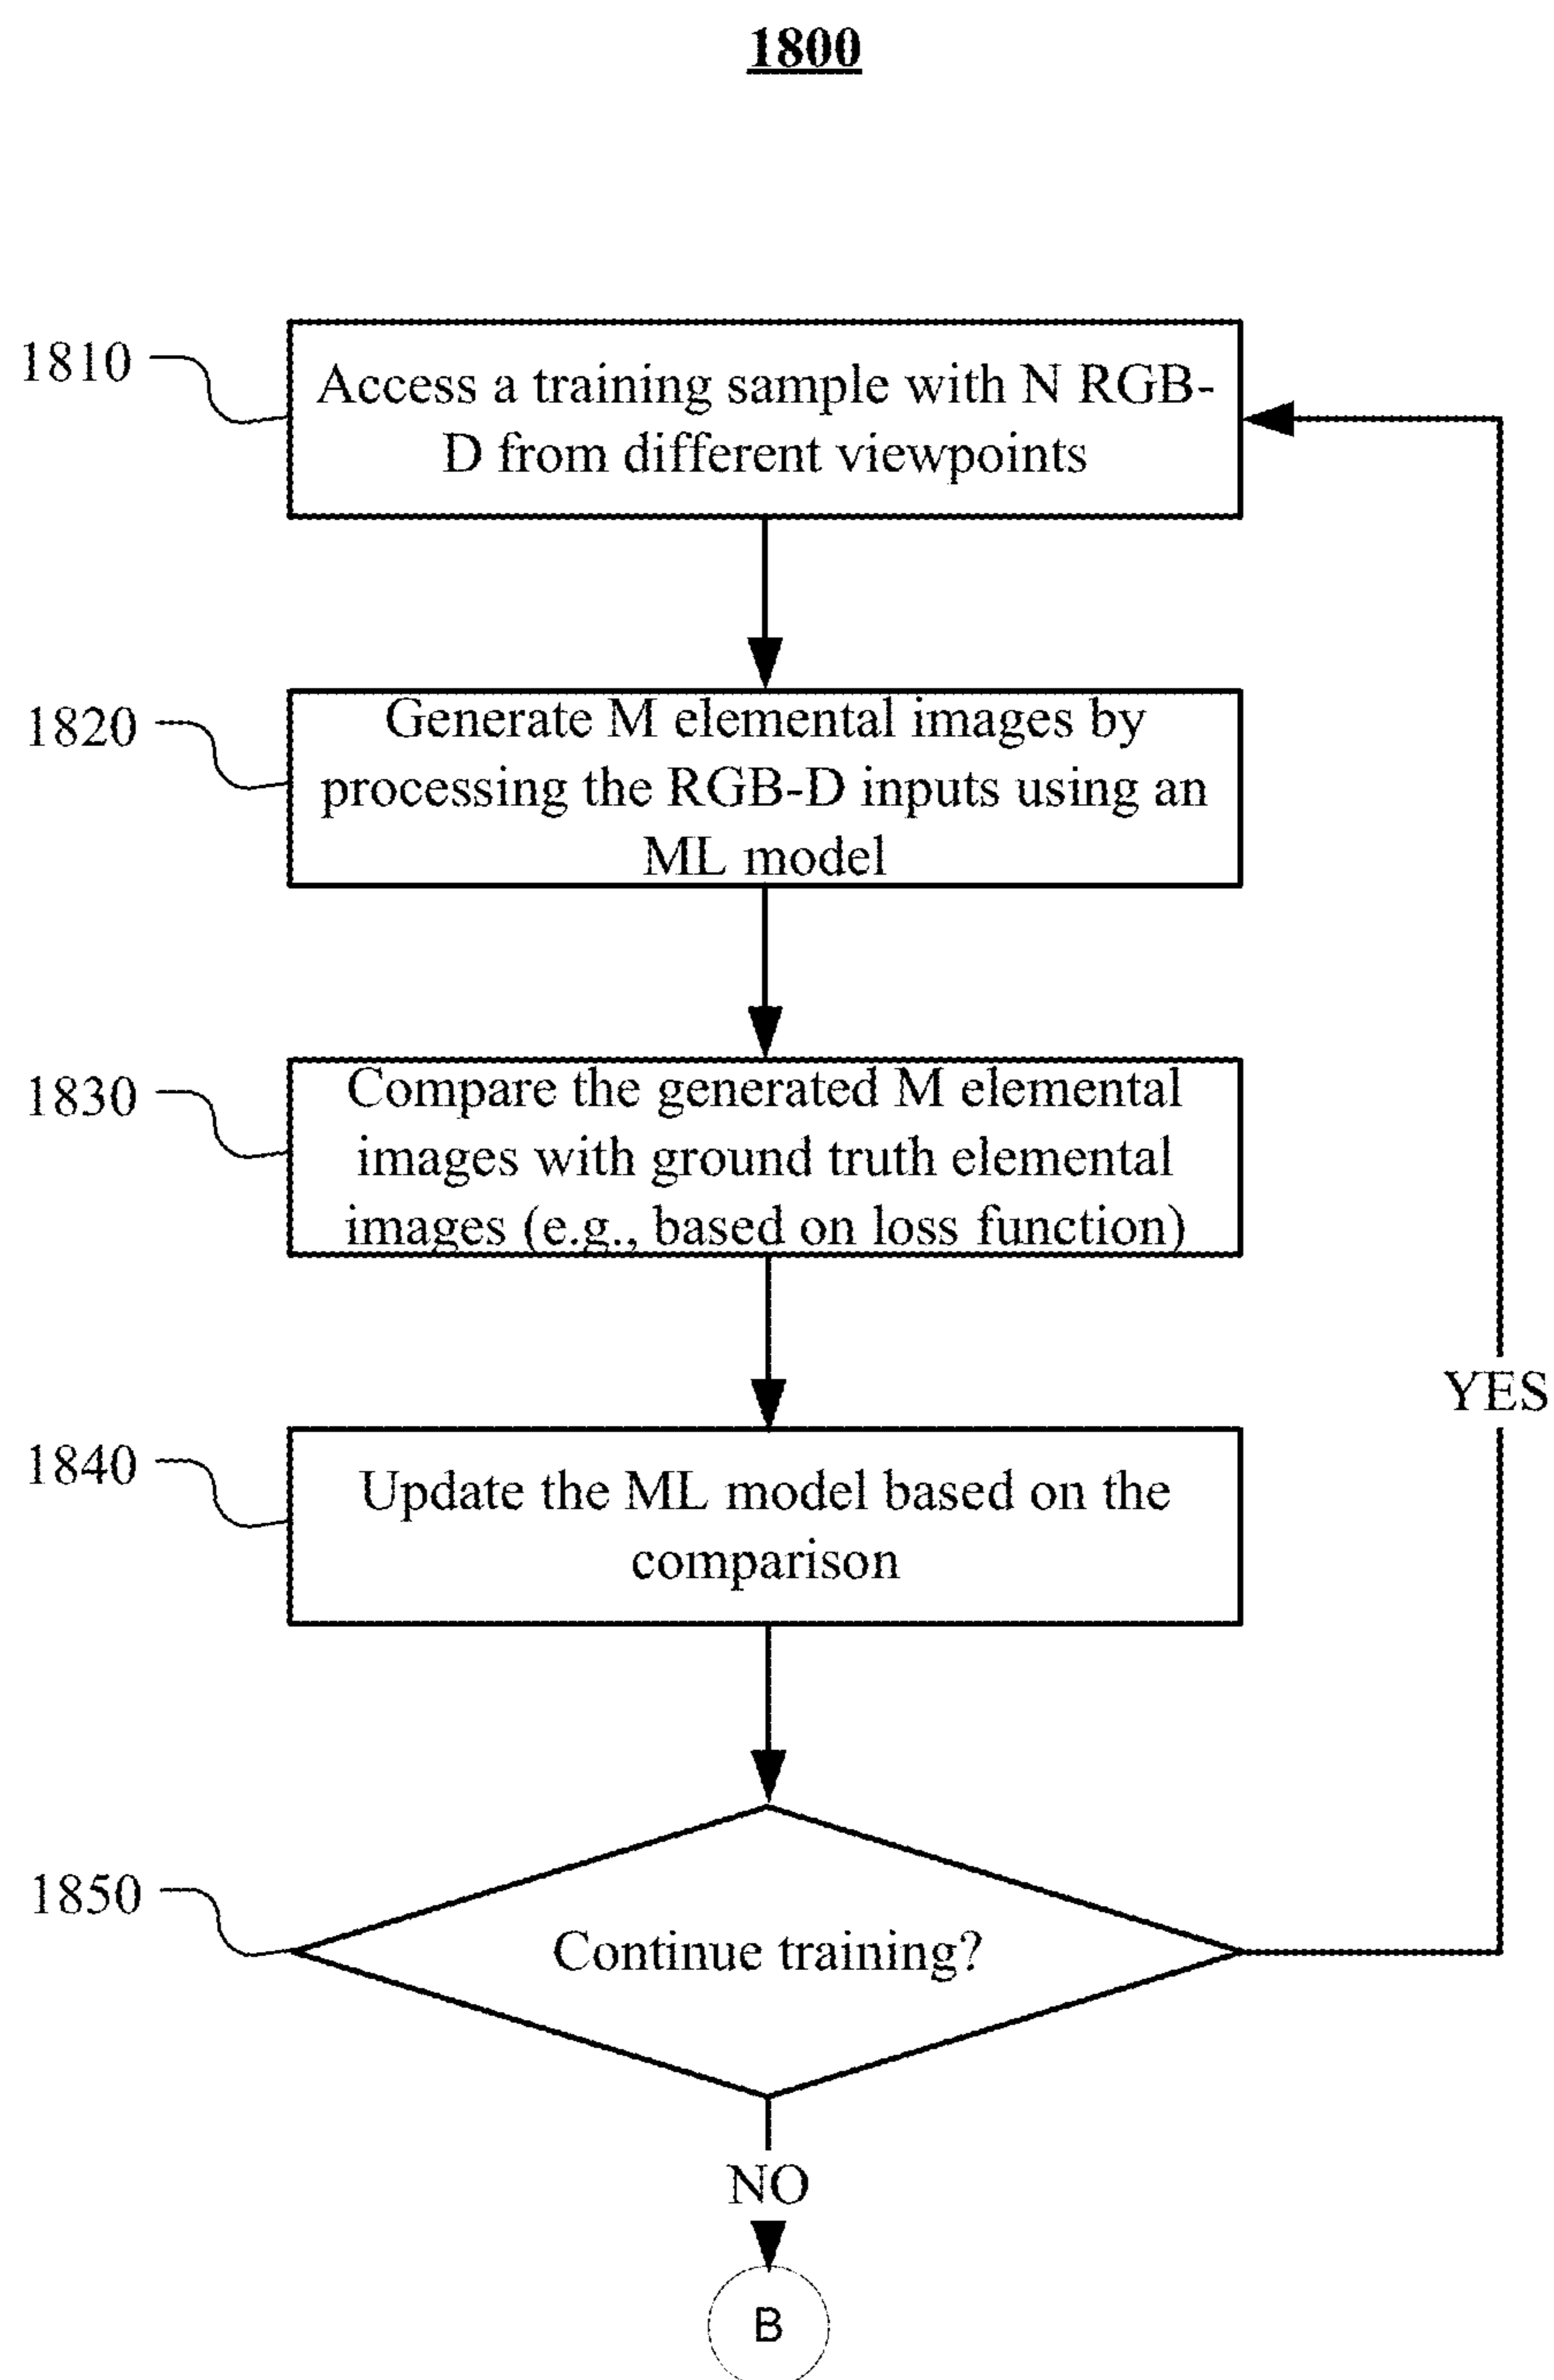 1800
1810
Access a training sample with N RGB-
D from different viewpoints
1820
Generate M elemental images by
processing the RGB-D inputs using an
ML model
1830
Compare the generated M elemental
images with ground truth elemental
images (e.g., based on loss function)
YES
1840
Update the ML model based on the
comparison
1850
Continue training?
NO
B